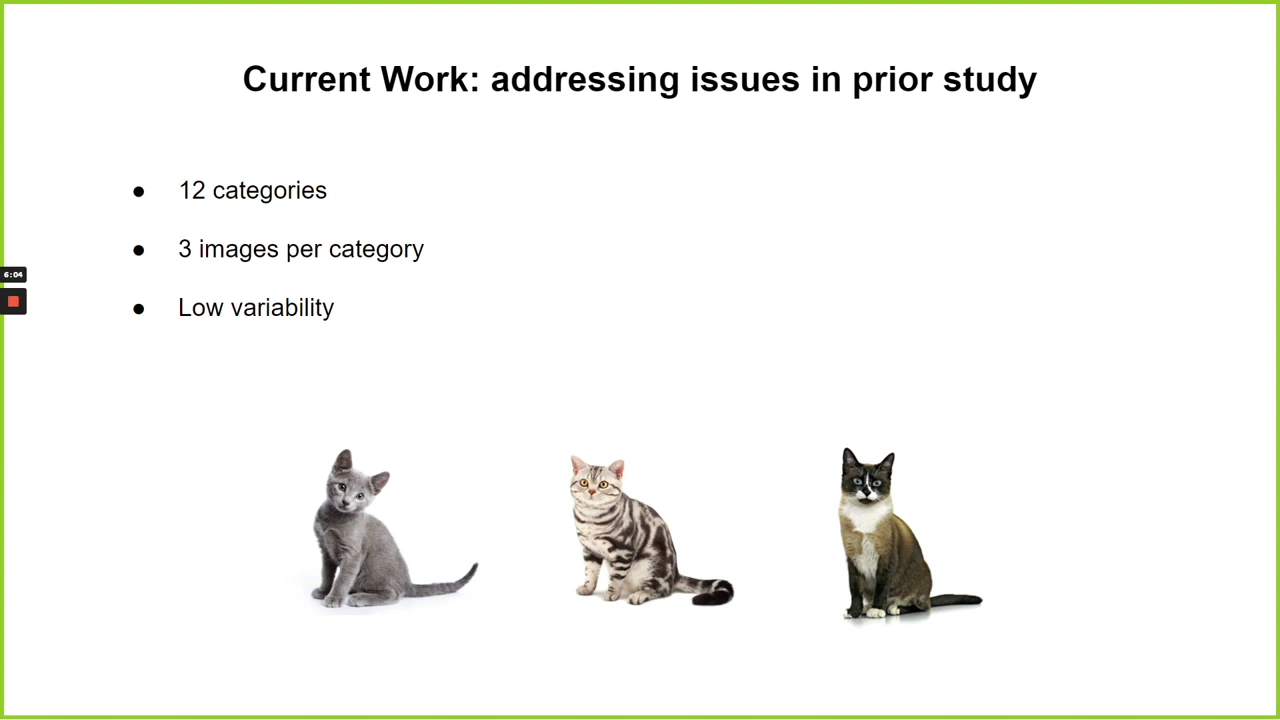 Current Work: addressing issues in prior study
● 12 categories
● 3 images per category
● Low variability
6:04